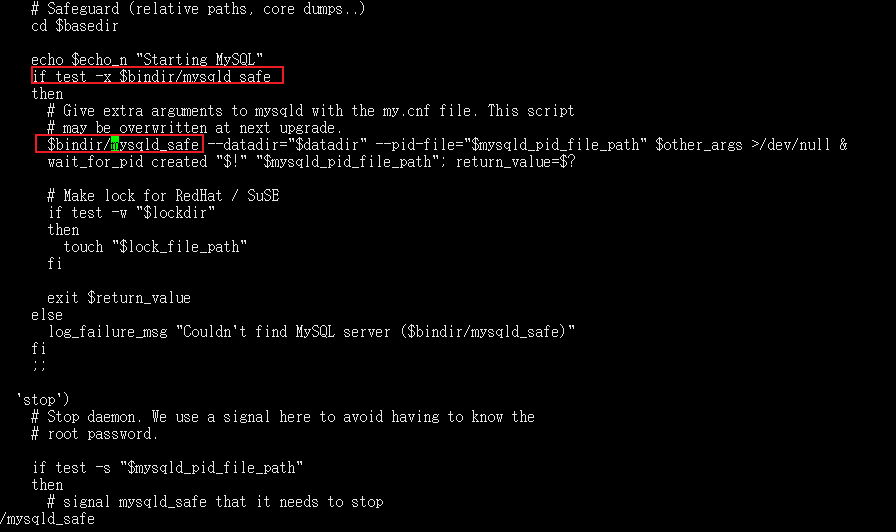 # Safeguard (relative paths, core dumps..)
cd $basedir
echo $echo_n "Starting MySQL"
if test -x $bindir/mysqld_safe
then
# Give extra arguments to mysqld with the my.cnf file. This script
# may be overwritten at next upgrade.
$bindir/mysqld_safe --datadir="$datadir" --pid-file="$mysqld_pid_file_path" $other_args >/dev/null &
wait_for_pid created "$!" "$mysqld_pid_file_path"; return_value=$?
# Make lock for RedHat / SuSE
if test -w "$lockdir"
then
touch "$lock_file_path"
fi
exit $return_value
else
log_failure_msg "Couldn't find MySQL server ($bindir/mysqld_safe)"
fi
;;
'stop')
# Stop daemon. We use a signal here to avoid having to know the
# root password.
if test -s "$mysqld_pid_file_path"
then
# signal mysqld_safe that it needs to stop
/mysqld_safe